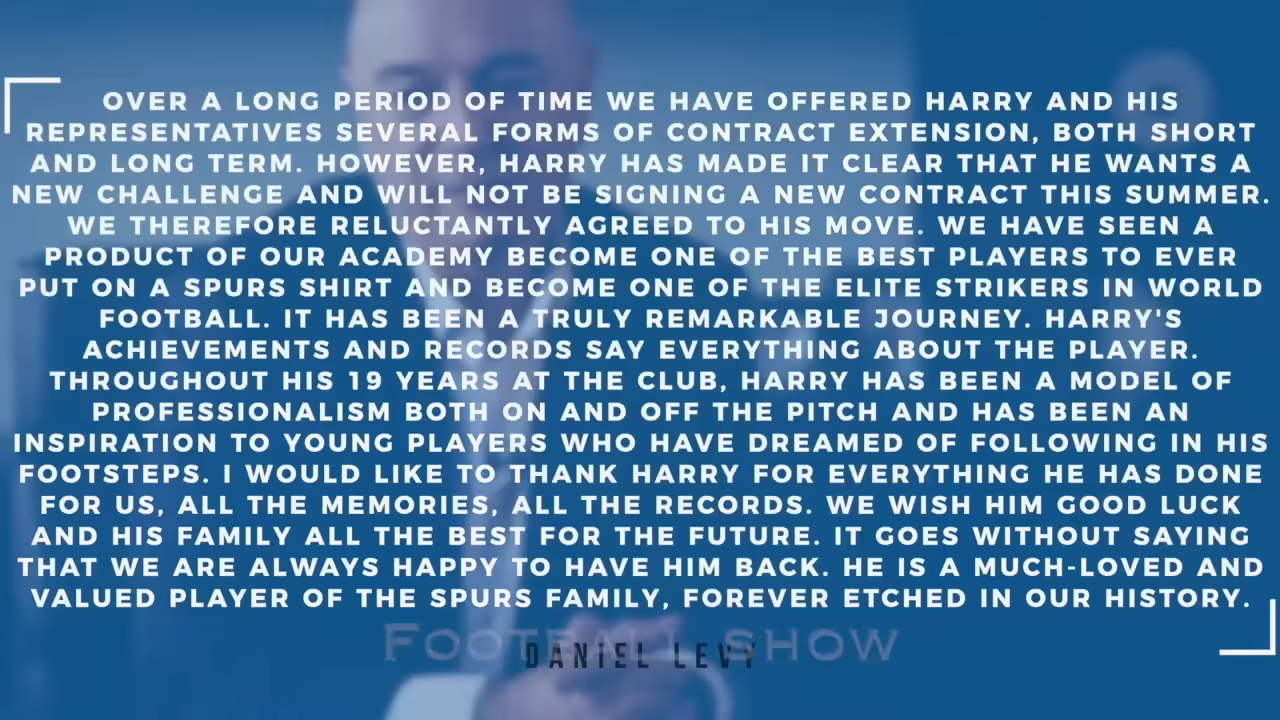 OVER A LONG PERIOD OF TIME WE HAVE OFFERED HARRY AND HIS
REPRESENTATIVES SEVERAL FORMS OF CONTRACT EXTENSION, BOTH SHORT
AND LONG TERM. HOWEVER, HARRY HAS MADE IT CLEAR THAT HE WANTS A
NEW CHALLENGE AND WILL NOT BE SIGNING A NEW CONTRACT THIS SUMMER.
WE THEREFORE RELUCTANTLY AGREED TO HIS MOVE. WE HAVE SEEN A
PRODUCT OF OUR ACADEMY BECOME ONE OF THE BEST PLAYERS TO EVER
PUT ON A SPURS SHIRT AND BECOME ONE OF THE ELITE STRIKERS IN WORLD
FOOTBALL. IT HAS BEEN A TRULY REMARKABLE JOURNEY. HARRY'S
ACHIEVEMENTS AND RECORDS SAY EVERYTHING ABOUT THE PLAYER.
THROUGHOUT HIS 19 YEARS AT THE CLUB, HARRY HAS BEEN A MODEL OF
PROFESSIONALISM BOTH ON AND OFF THE PITCH AND HAS BEEN AN
INSPIRATION TO YOUNG PLAYERS WHO HAVE DREAMED OF FOLLOWING IN HIS
FOOTSTEPS. I WOULD LIKE TO THANK HARRY FOR EVERYTHING HE HAS DONE
FOR US, ALL THE MEMORIES, ALL THE RECORDS. WE WISH HIM GOOD LUCK
AND HIS FAMILY ALL THE BEST FOR THE FUTURE. IT GOES WITHOUT SAYING
THAT WE ARE ALWAYS HAPPY TO HAVE HIM BACK. HE IS A MUCH-LOVED AND
VALUED PLAYER OF THE SPURS FAMILY, FOREVER ETCHED IN OUR HISTORY.
FOOTBALL SHOW
DANIEL LEVY